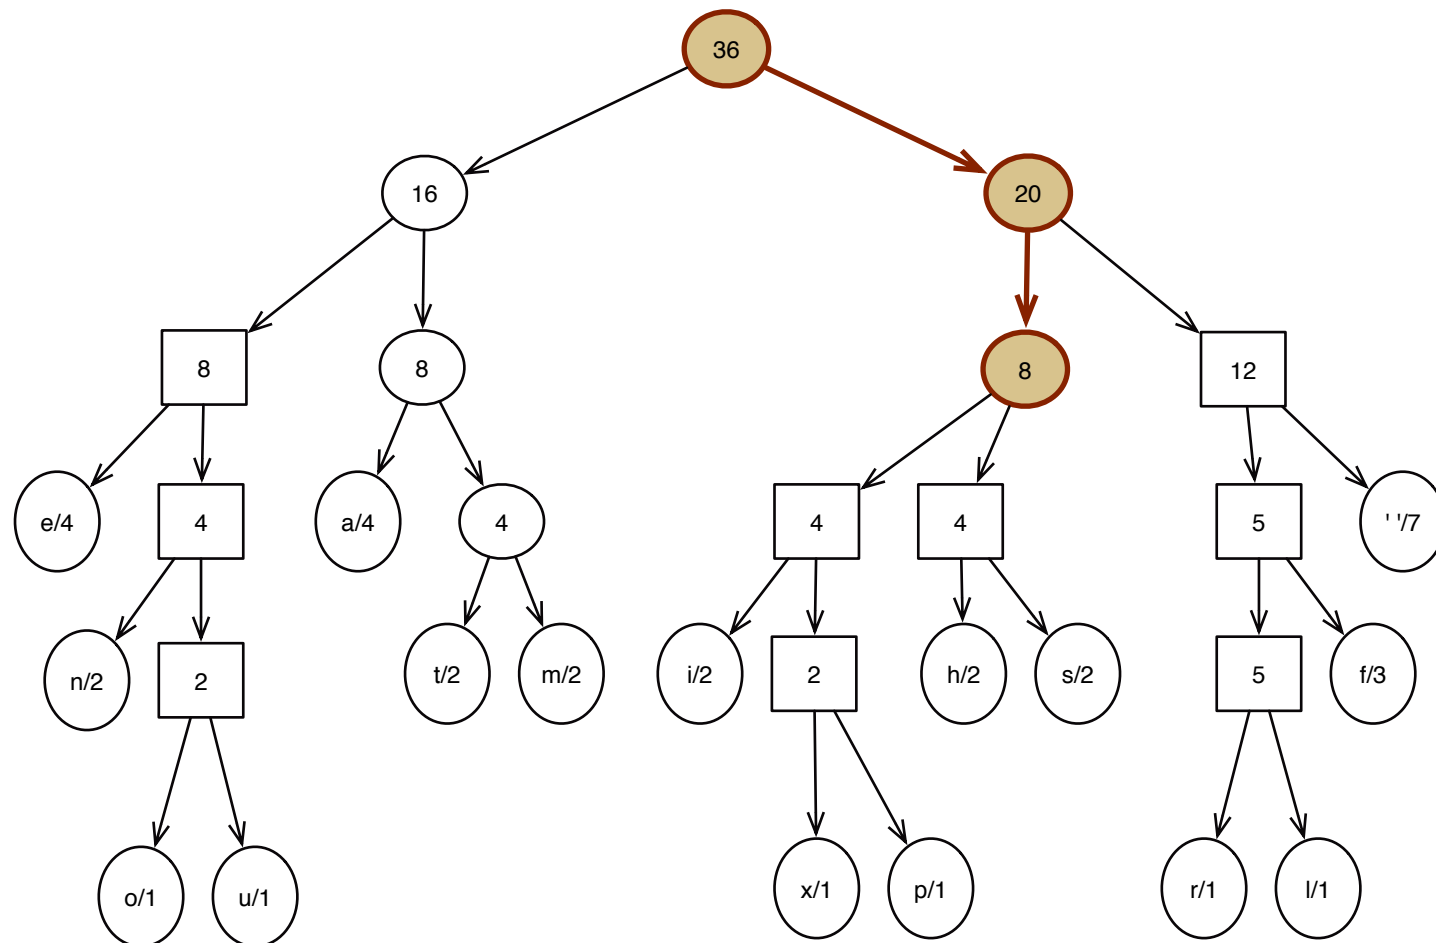 36
16 20
8 8 8 12
e/4 4 a/4 4 4 4 5 ' '/7
n/2 2 t/2 m/2 i/2 2 h/2 s/2 5 f/3
o/1 u/1 x/1 p/1 r/1 l/1